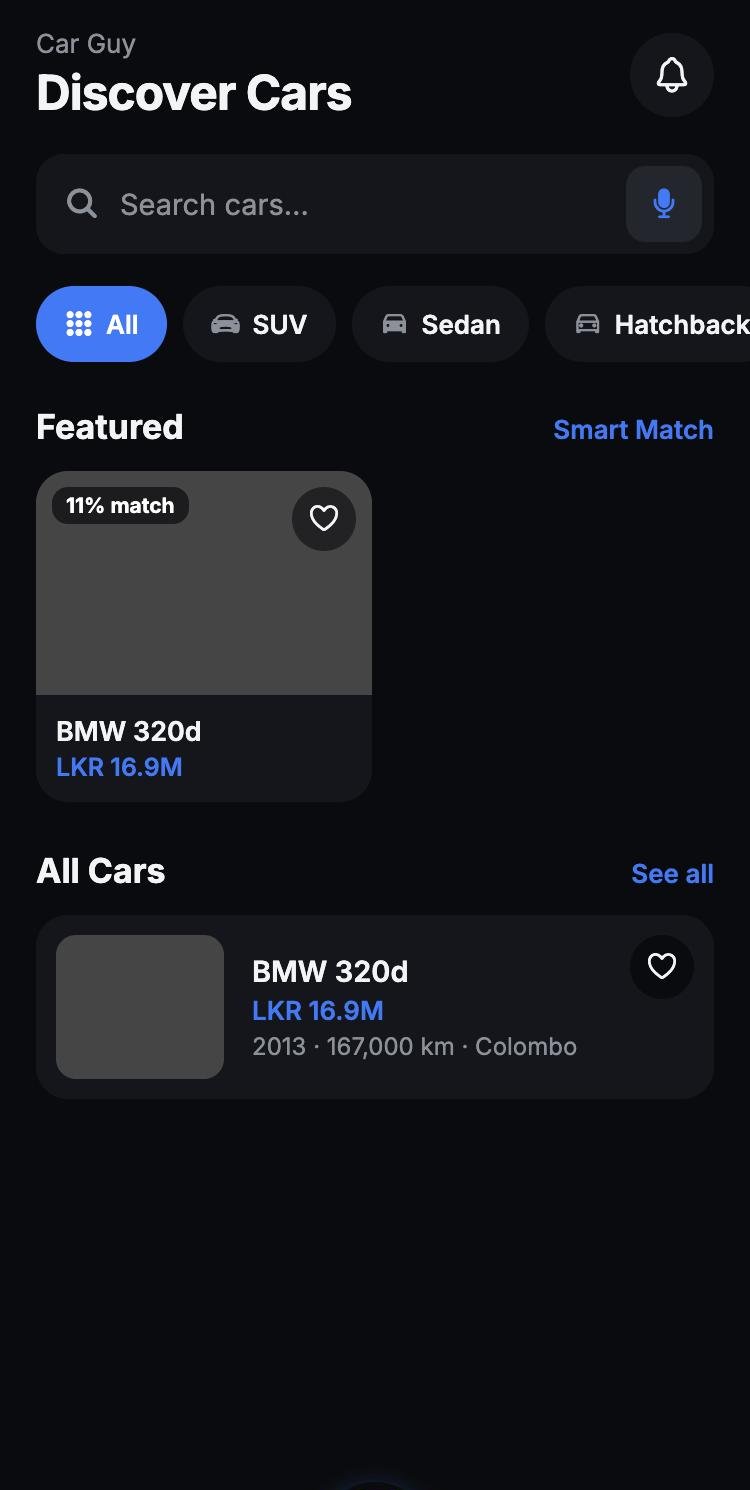 Car Guy
Discover Cars
Search cars...
All
SUV
Sedan
Hatchback
Featured
Smart Match
11% match
BMW 320d
LKR 16.9M
All Cars
See all
BMW 320d
LKR 16.9M
2013 · 167,000 km · Colombo